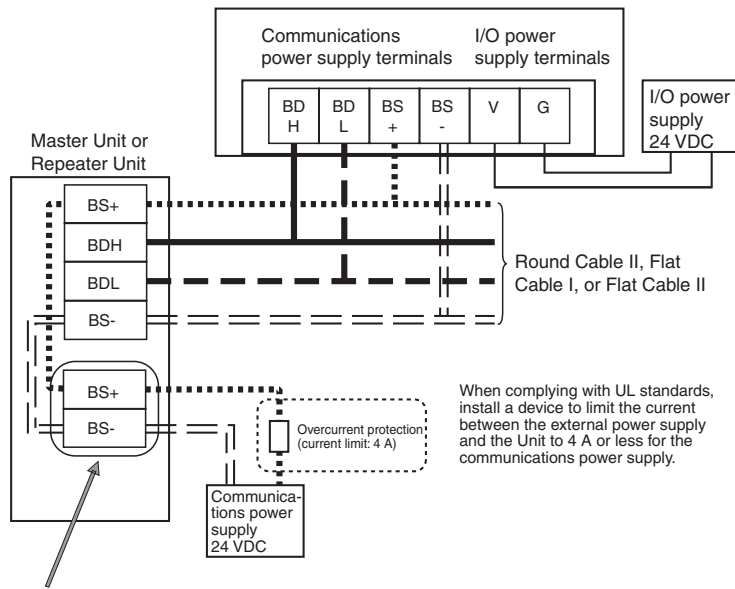 Communications
power supply terminals
I/O power
supply terminals
BD
H
BD
L
BS
+
BS
-
V
G
I/O power
supply
24 VDC
Master Unit or
Repeater Unit
BS+
BDH
BDL
BS-
Round Cable II, Flat
Cable I, or Flat Cable II
BS+
BS-
Overcurrent protection
(current limit: 4 A)
When complying with UL standards,
install a device to limit the current
between the external power supply
and the Unit to 4 A or less for the
communications power supply.
Communica-
tions power
supply
24 VDC